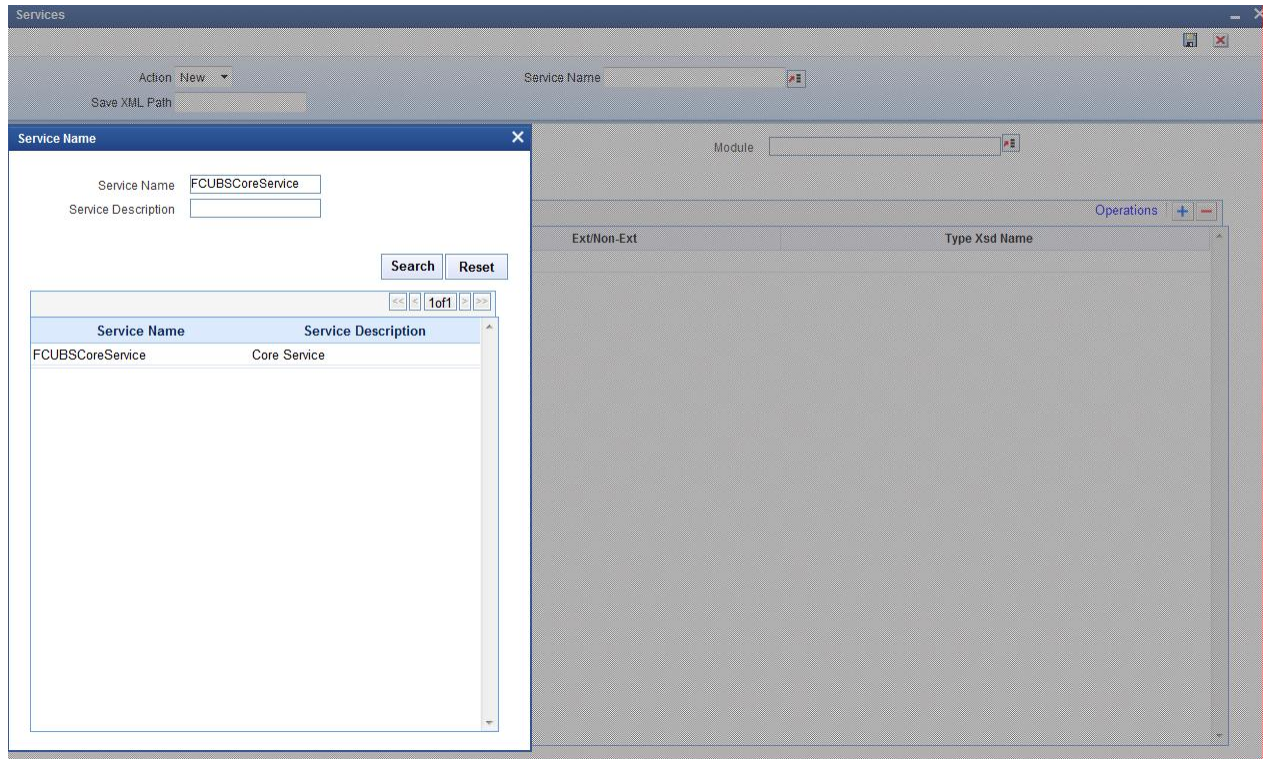 Services
Action New Service Name
Save XML Path
Service Name
Service Name FCUBSCoreService
Service Description
Search Reset
<< < 1of1 > >>
Service Name Service Description
FCUBSCoreService Core Service
Module
Operations + −
Ext/Non-Ext Type Xsd Name